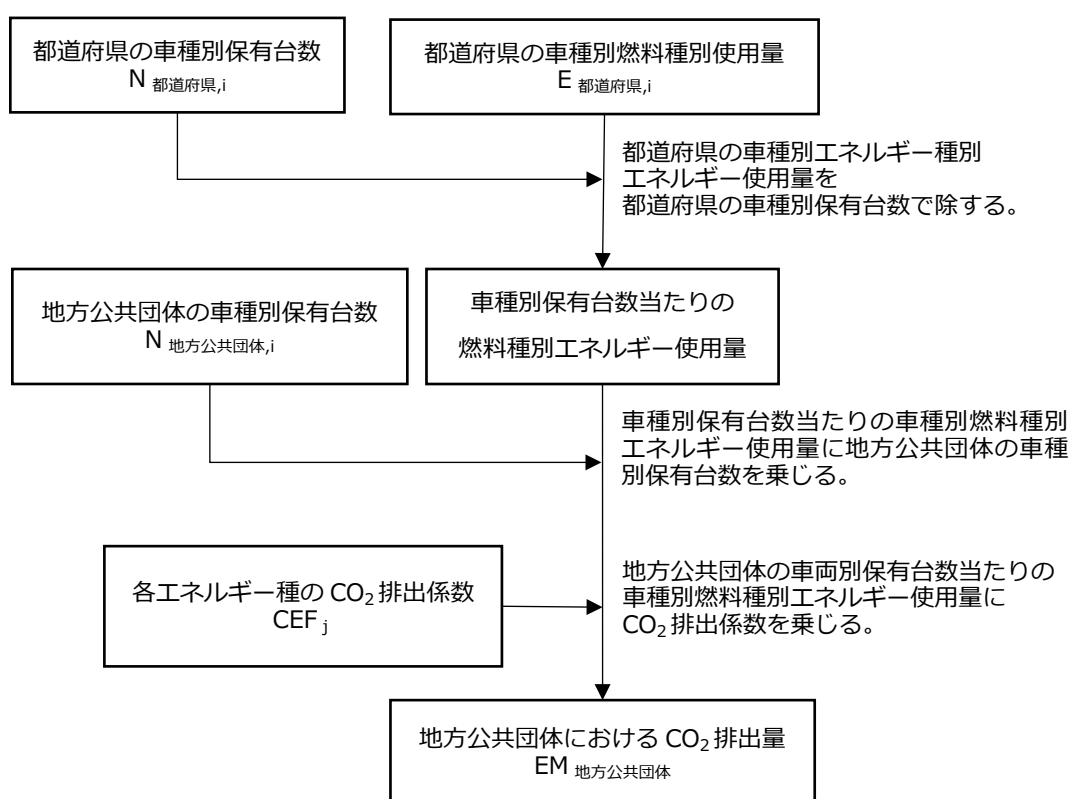 都道府県の車種別保有台数
N 都道府県,i
都道府県の車種別燃料種別使用量
E 都道府県,i
都道府県の車種別エネルギー種別
エネルギー使用量を
都道府県の車種別保有台数で除する。
地方公共団体の車種別保有台数
N 地方公共団体,i
車種別保有台数当たりの
燃料種別エネルギー使用量
車種別保有台数当たりの車種別燃料種別
エネルギー使用量に地方公共団体の車種
別保有台数を乗じる。
各エネルギー種の CO₂ 排出係数
CEF j
地方公共団体の車両別保有台数当たりの
車種別燃料種別エネルギー使用量に
CO₂ 排出係数を乗じる。
地方公共団体における CO₂ 排出量
EM 地方公共団体